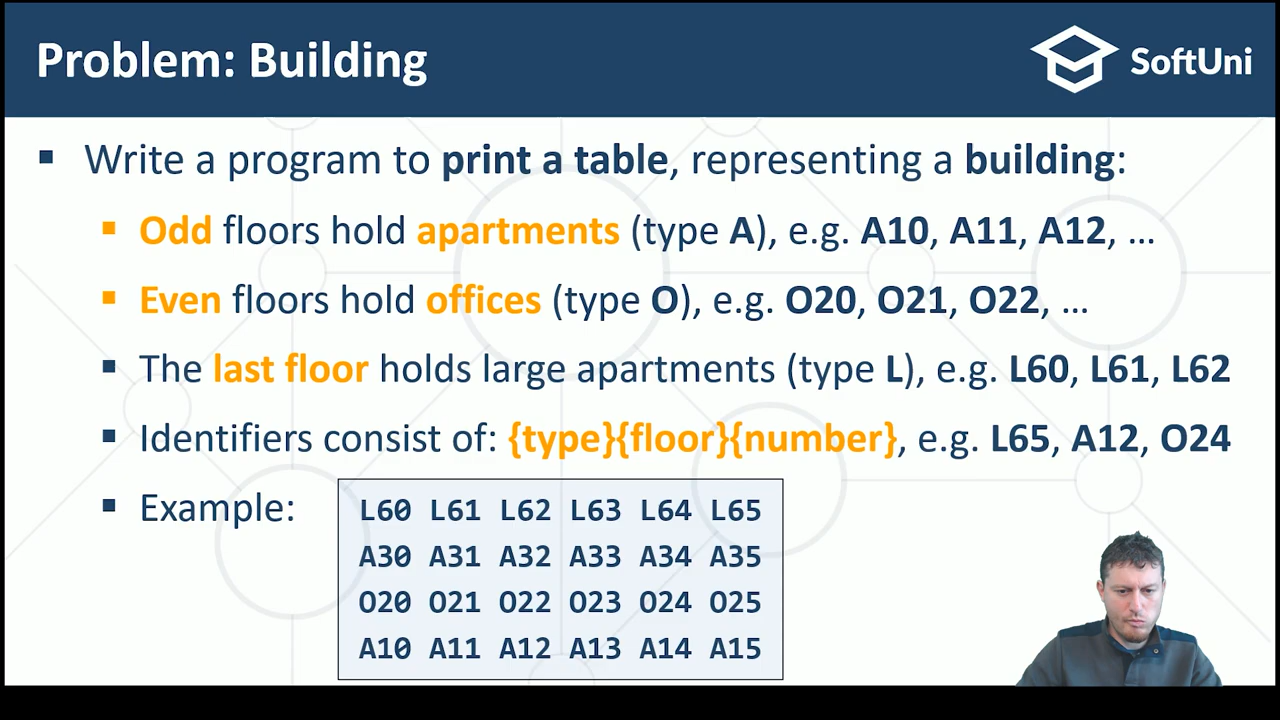 Problem: Building
SoftUni
▪ Write a program to print a table, representing a building:
▪ Odd floors hold apartments (type A), e.g. A10, A11, A12, …
▪ Even floors hold offices (type O), e.g. O20, O21, O22, …
▪ The last floor holds large apartments (type L), e.g. L60, L61, L62
▪ Identifiers consist of: {type}{floor}{number}, e.g. L65, A12, O24
▪ Example:
L60 L61 L62 L63 L64 L65
A30 A31 A32 A33 A34 A35
O20 O21 O22 O23 O24 O25
A10 A11 A12 A13 A14 A15